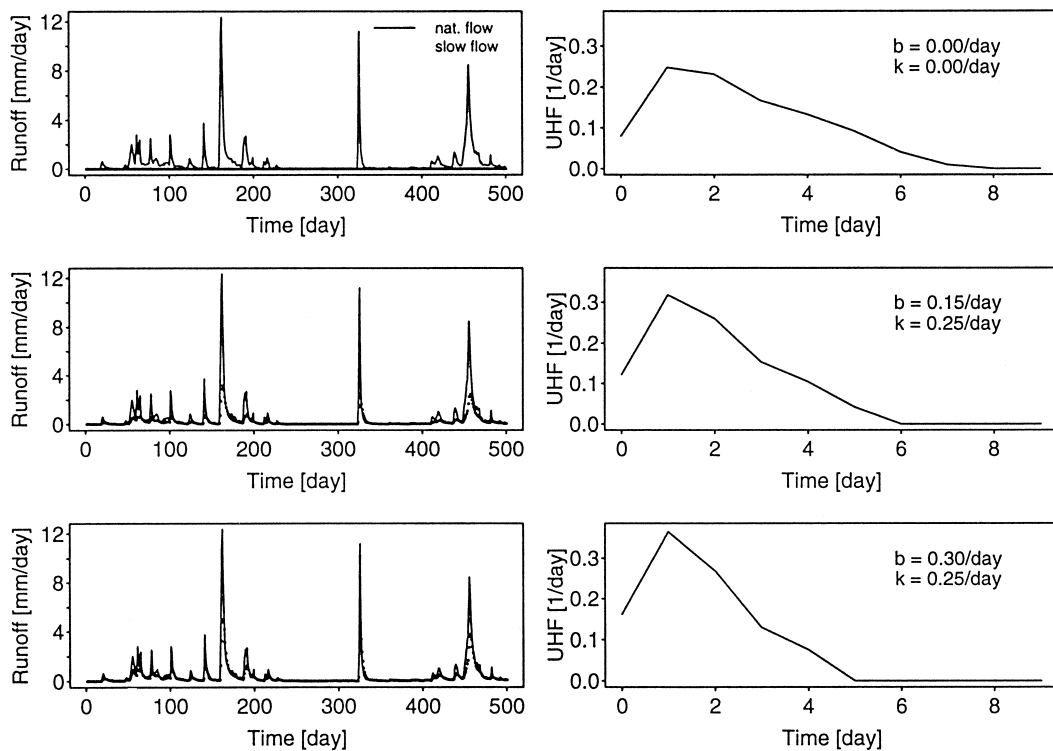 Runoff [mm/day]
12
8
4
0
nat. flow
slow flow
0 100 200 300 400 500
Time [day]
UHF [1/day]
0.3
0.2
0.1
0.0
b = 0.00/day
k = 0.00/day
0 2 4 6 8
Time [day]
Runoff [mm/day]
12
8
4
0
0 100 200 300 400 500
Time [day]
UHF [1/day]
0.3
0.2
0.1
0.0
b = 0.15/day
k = 0.25/day
0 2 4 6 8
Time [day]
Runoff [mm/day]
12
8
4
0
0 100 200 300 400 500
Time [day]
UHF [1/day]
0.3
0.2
0.1
0.0
b = 0.30/day
k = 0.25/day
0 2 4 6 8
Time [day]